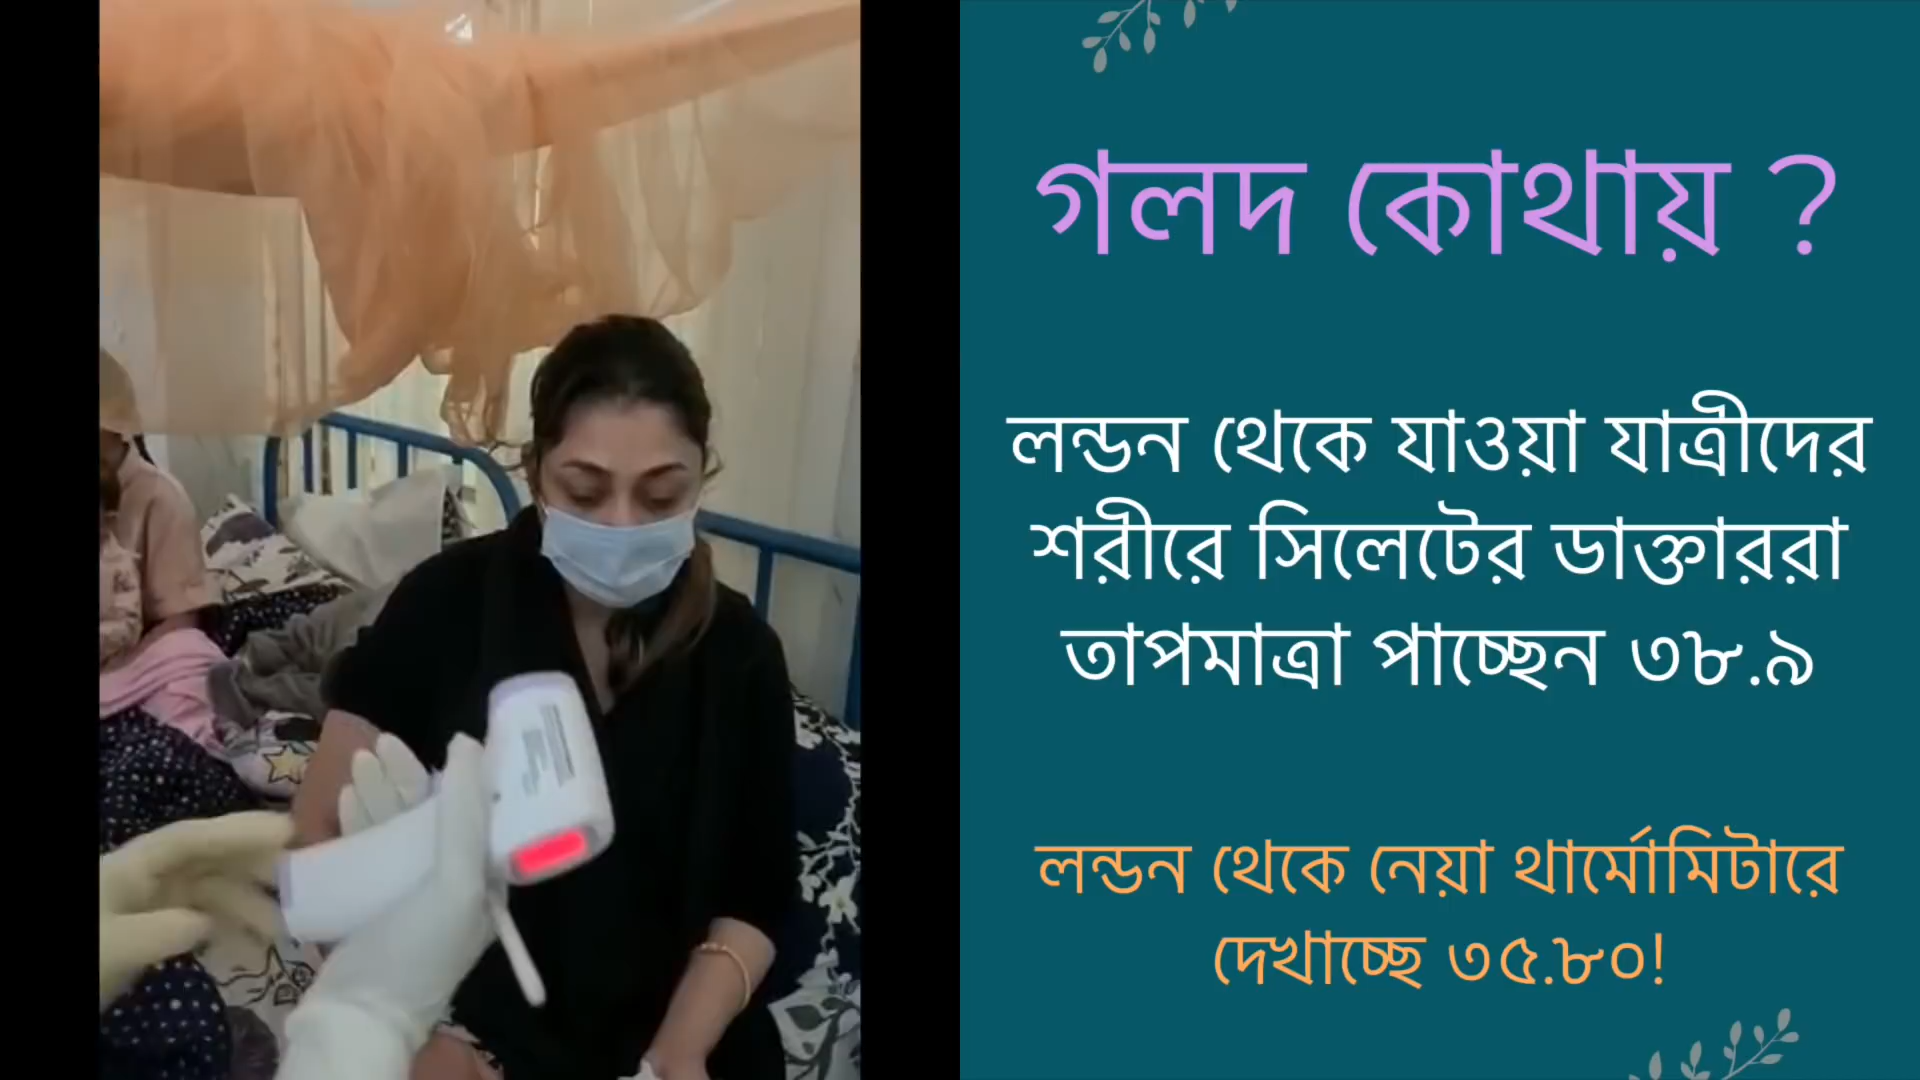 গলদ কোথায় ?
লন্ডন থেকে যাওয়া যাত্রীদের
শরীরে সিলেটের ডাক্তাররা
তাপমাত্রা পাচ্ছেন ৩৮.৯
লন্ডন থেকে নেয়া থার্মোমিটারে
দেখাচ্ছে ৩৫.৮০!